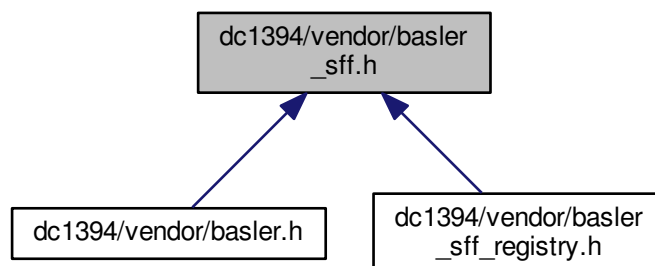 dc1394/vendor/basler
_sff.h
dc1394/vendor/basler.h
dc1394/vendor/basler
_sff_registry.h